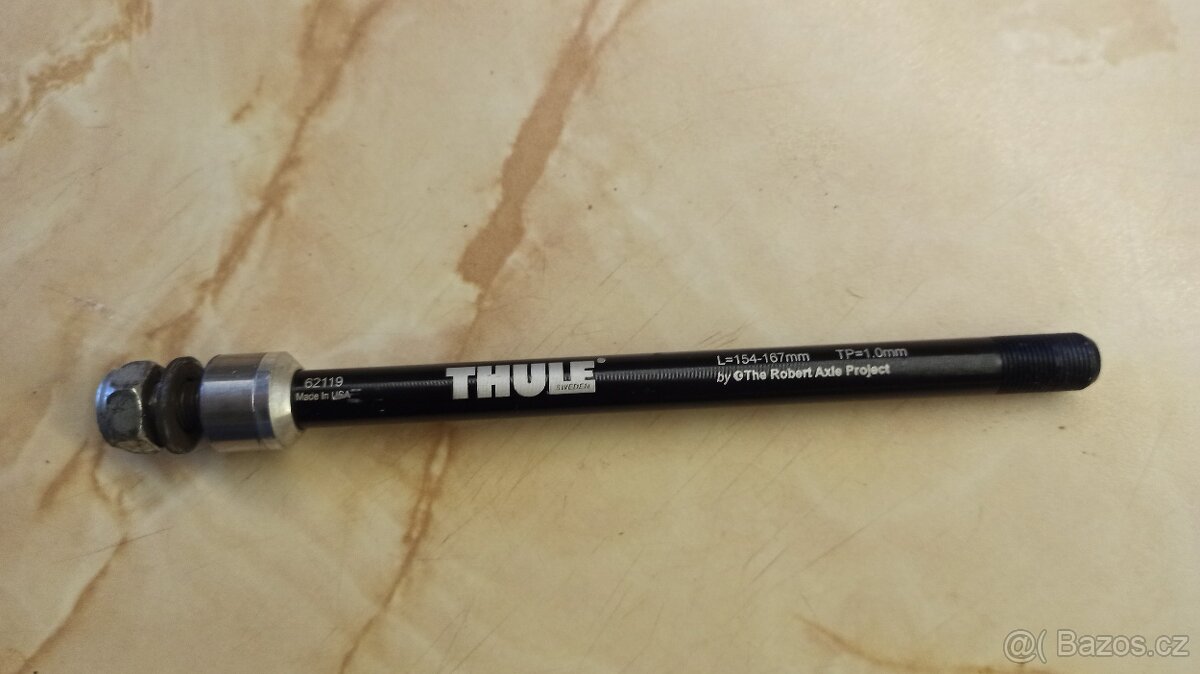 62119
Made In USA
THULE®
SWEDEN
L=154-167mm TP=1.0mm
by The Robert Axle Project
@( Bazos.cz